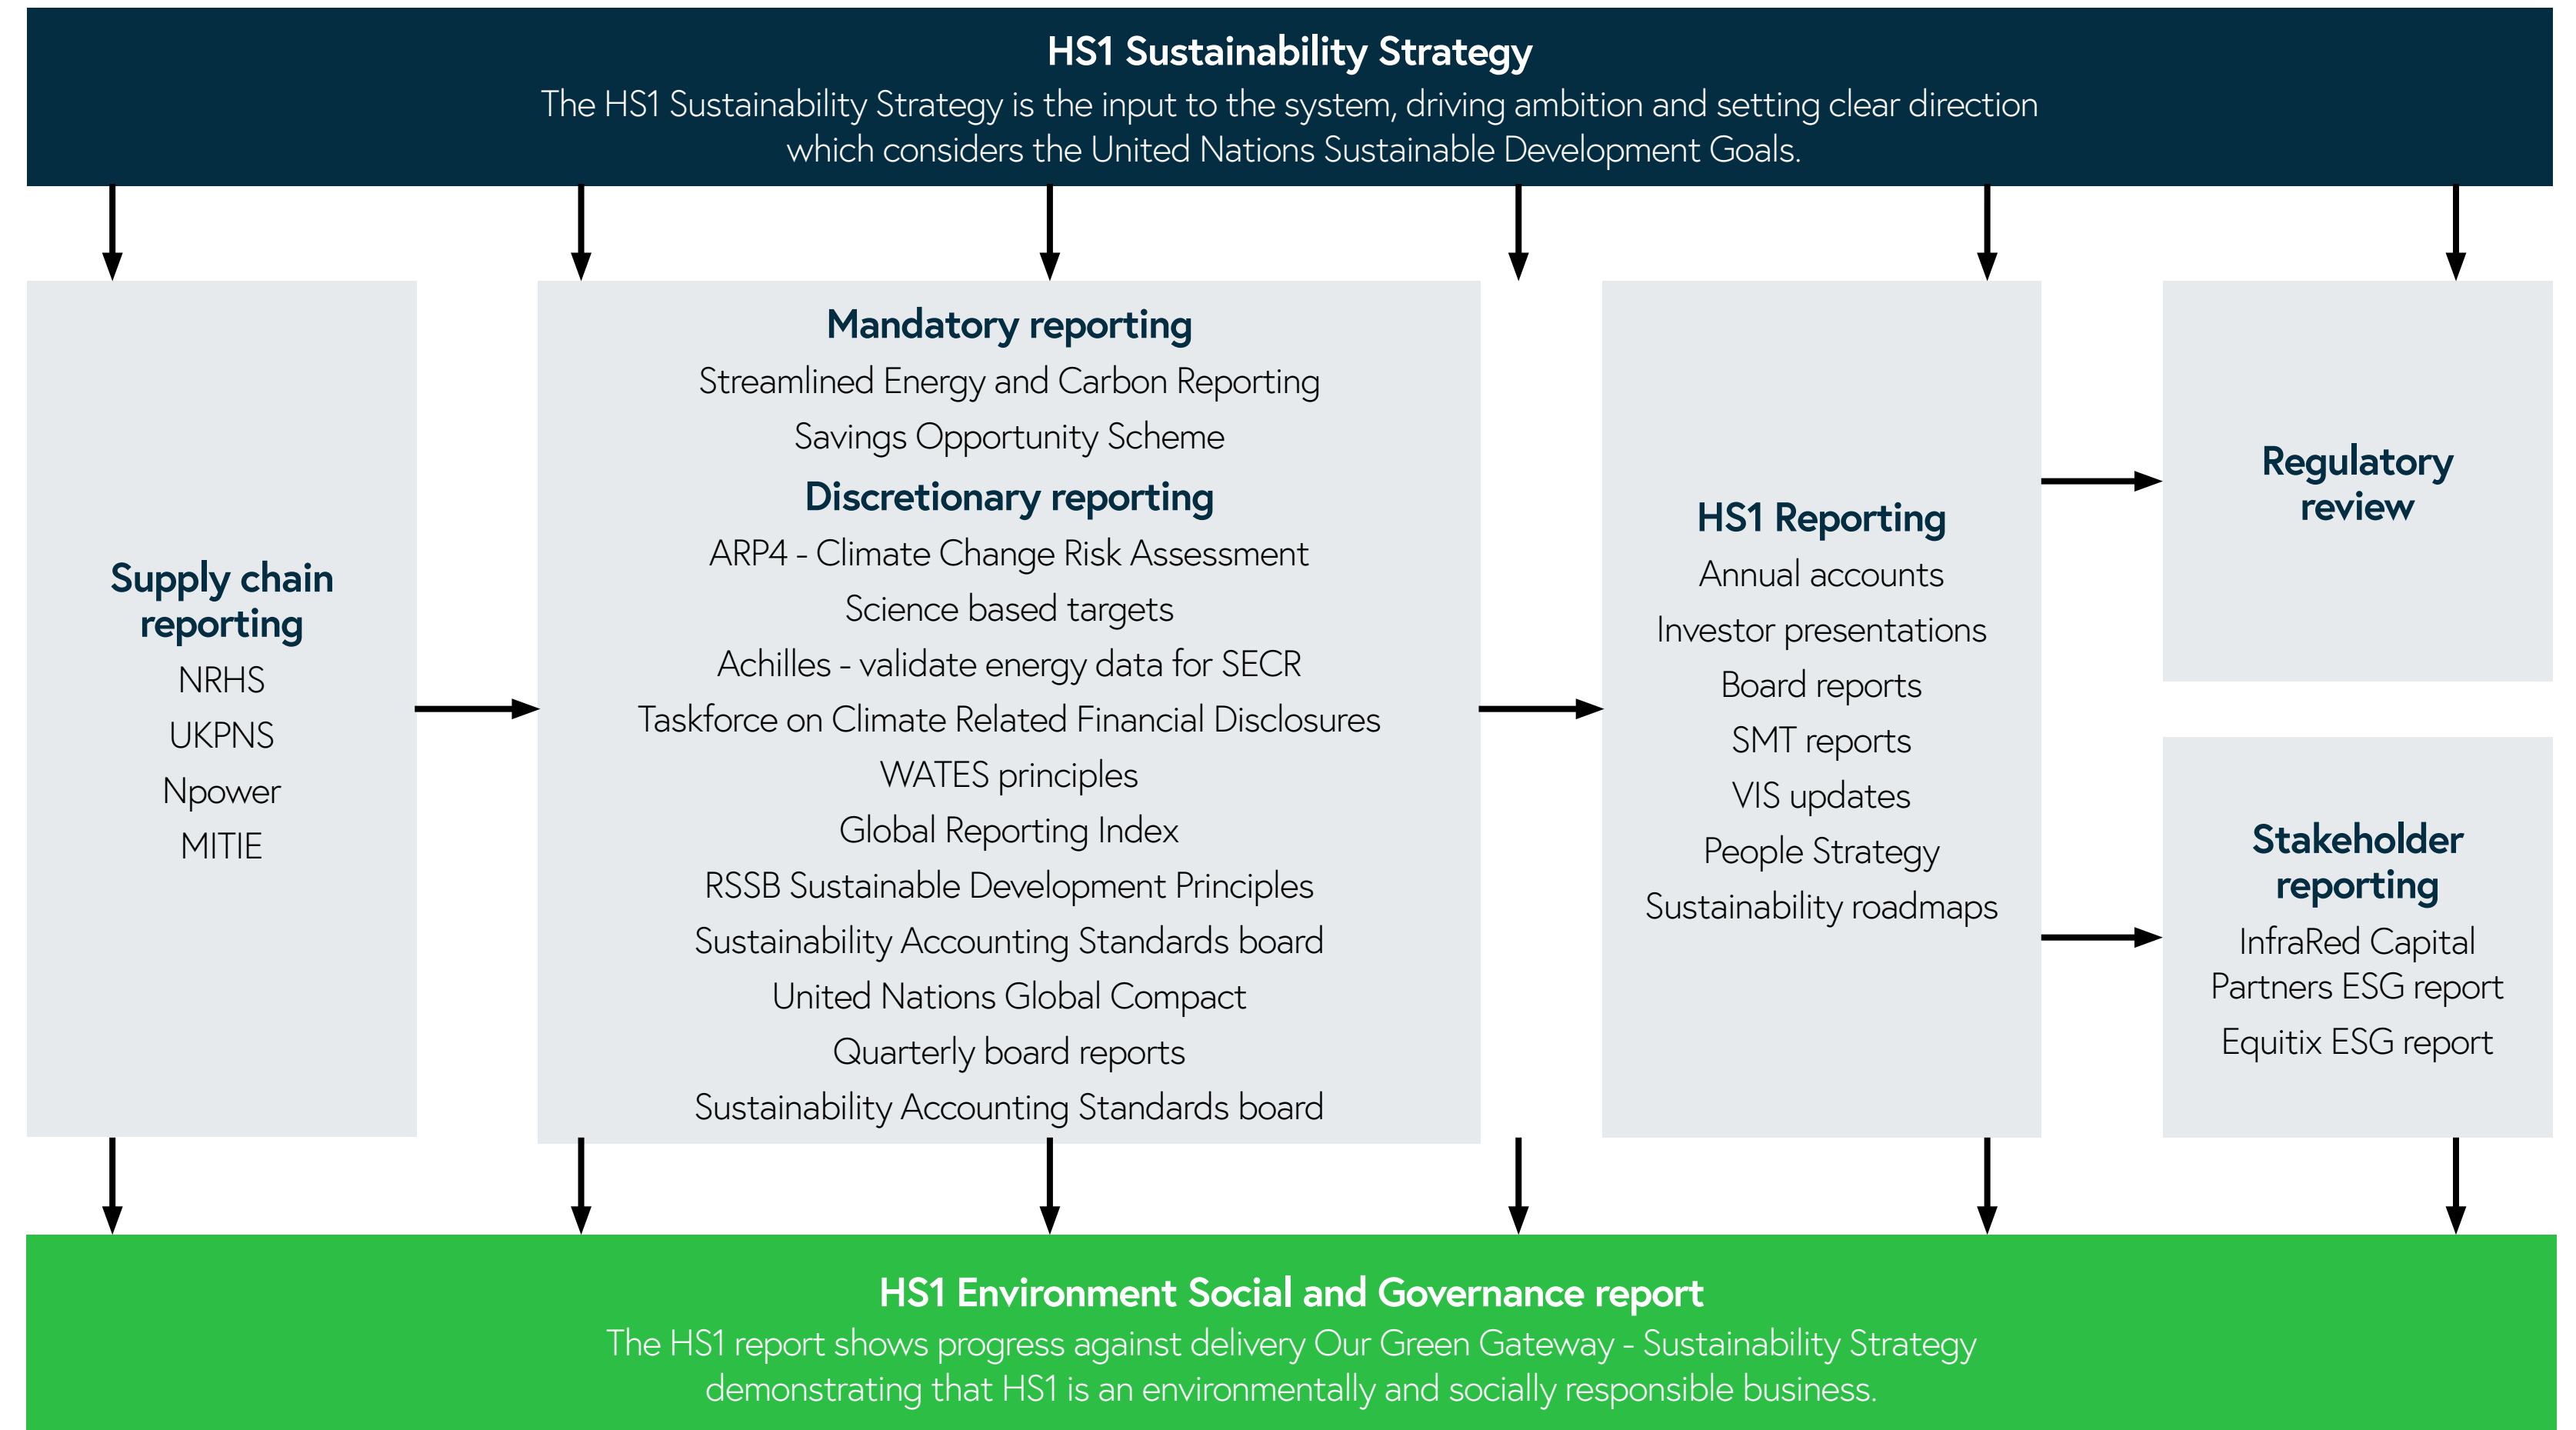 HS1 Sustainability Strategy
The HS1 Sustainability Strategy is the input to the system, driving ambition and setting clear direction
which considers the United Nations Sustainable Development Goals.
Supply chain
reporting
NRHS
UKPNS
Npower
MITIE
Mandatory reporting
Streamlined Energy and Carbon Reporting
Savings Opportunity Scheme
Discretionary reporting
ARP4 - Climate Change Risk Assessment
Science based targets
Achilles - validate energy data for SECR
Taskforce on Climate Related Financial Disclosures
WATES principles
Global Reporting Index
RSSB Sustainable Development Principles
Sustainability Accounting Standards board
United Nations Global Compact
Quarterly board reports
Sustainability Accounting Standards board
HS1 Reporting
Annual accounts
Investor presentations
Board reports
SMT reports
VIS updates
People Strategy
Sustainability roadmaps
Regulatory
review
Stakeholder
reporting
InfraRed Capital
Partners ESG report
Equitix ESG report
HS1 Environment Social and Governance report
The HS1 report shows progress against delivery Our Green Gateway - Sustainability Strategy
demonstrating that HS1 is an environmentally and socially responsible business.